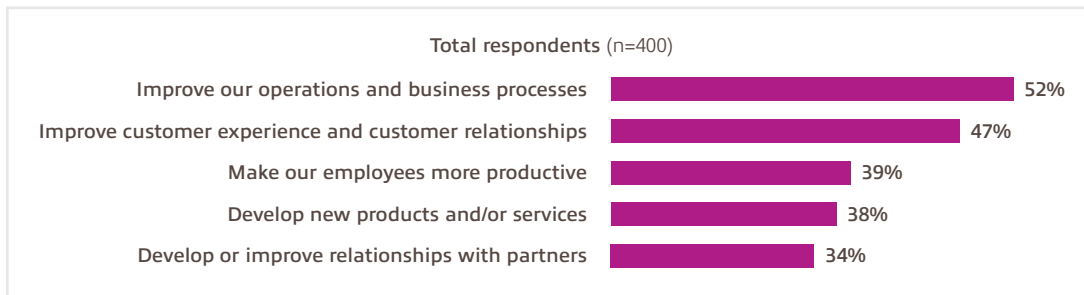 Total respondents (n=400)
Improve our operations and business processes 52%
Improve customer experience and customer relationships 47%
Make our employees more productive 39%
Develop new products and/or services 38%
Develop or improve relationships with partners 34%